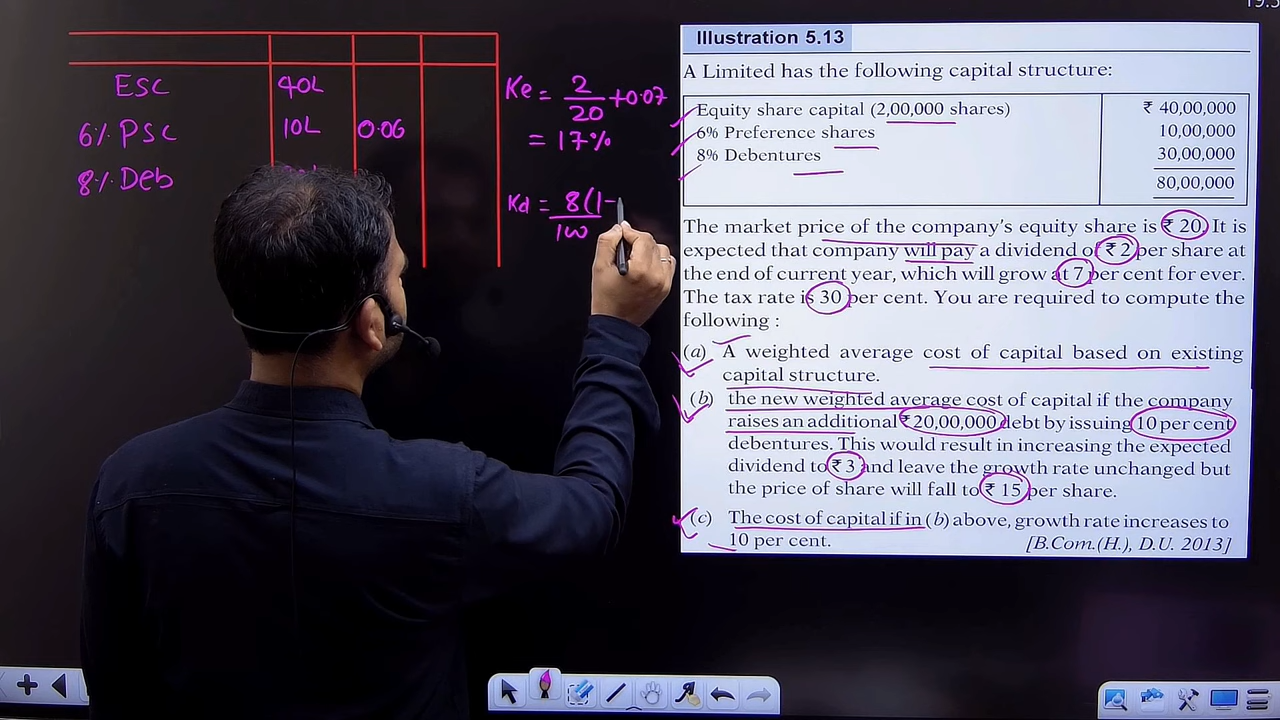 19.5
ESC 40L
6% PSC 10L 0.06
8% Deb
Ke = 2/20 + 0.07
= 17%
Kd = 8(1-
100
Illustration 5.13
A Limited has the following capital structure:
Equity share capital (2,00,000 shares) ₹ 40,00,000
6% Preference shares 10,00,000
8% Debentures 30,00,000
80,00,000
The market price of the company's equity share is ₹ 20. It is
expected that company will pay a dividend of ₹ 2 per share at
the end of current year, which will grow at 7 per cent for ever.
The tax rate is 30 per cent. You are required to compute the
following :
(a) A weighted average cost of capital based on existing
capital structure.
(b) the new weighted average cost of capital if the company
raises an additional ₹ 20,00,000 debt by issuing 10 per cent
debentures. This would result in increasing the expected
dividend to ₹ 3 and leave the growth rate unchanged but
the price of share will fall to ₹ 15 per share.
(c) The cost of capital if in (b) above, growth rate increases to
10 per cent. [B.Com.(H.), D.U. 2013]